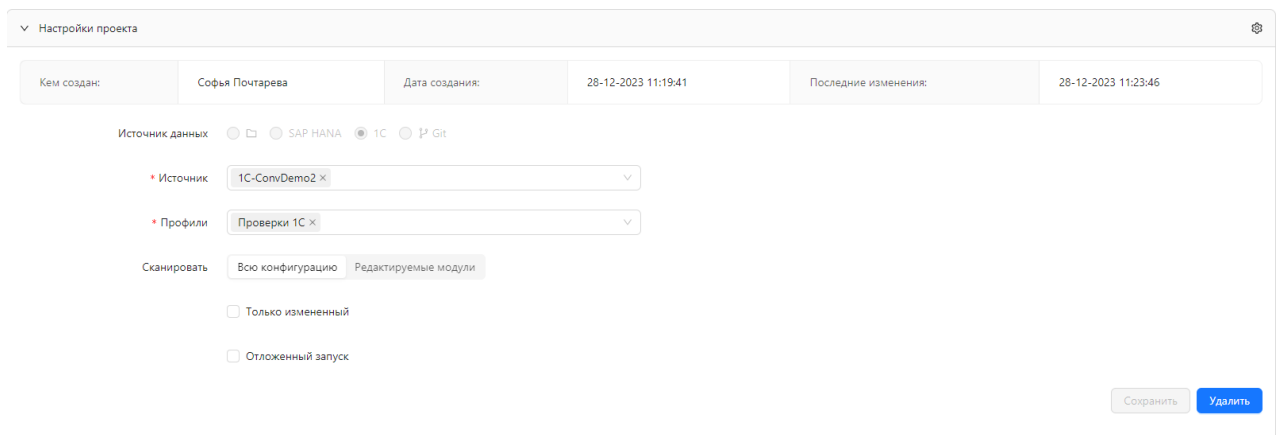 Настройки проекта
Кем создан: Софья Почтарева Дата создания: 28-12-2023 11:19:41 Последние изменения: 28-12-2023 11:23:46
Источник данных SAP HANA 1C Git
* Источник 1C-ConvDemo2 ×
* Профили Проверки 1С ×
Сканировать Всю конфигурацию Редактируемые модули
Только измененный
Отложенный запуск
Сохранить Удалить